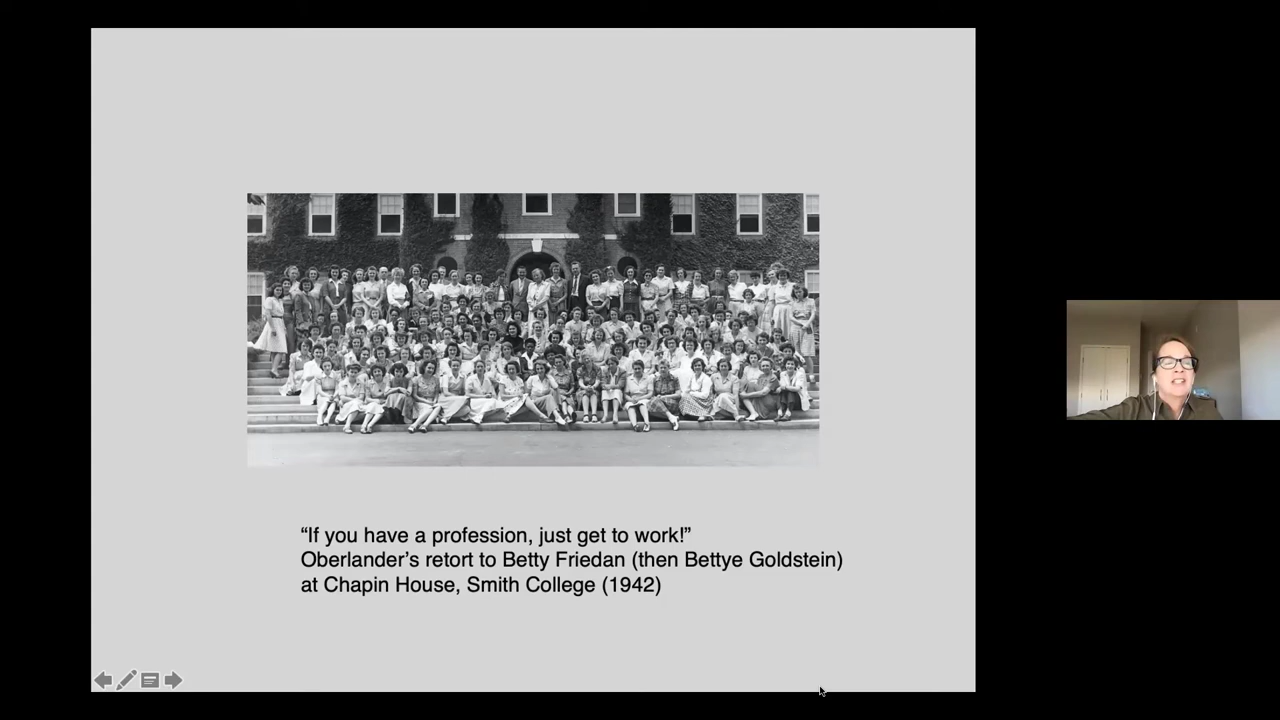 “If you have a profession, just get to work!”
Oberlander’s retort to Betty Friedan (then Bettye Goldstein)
at Chapin House, Smith College (1942)